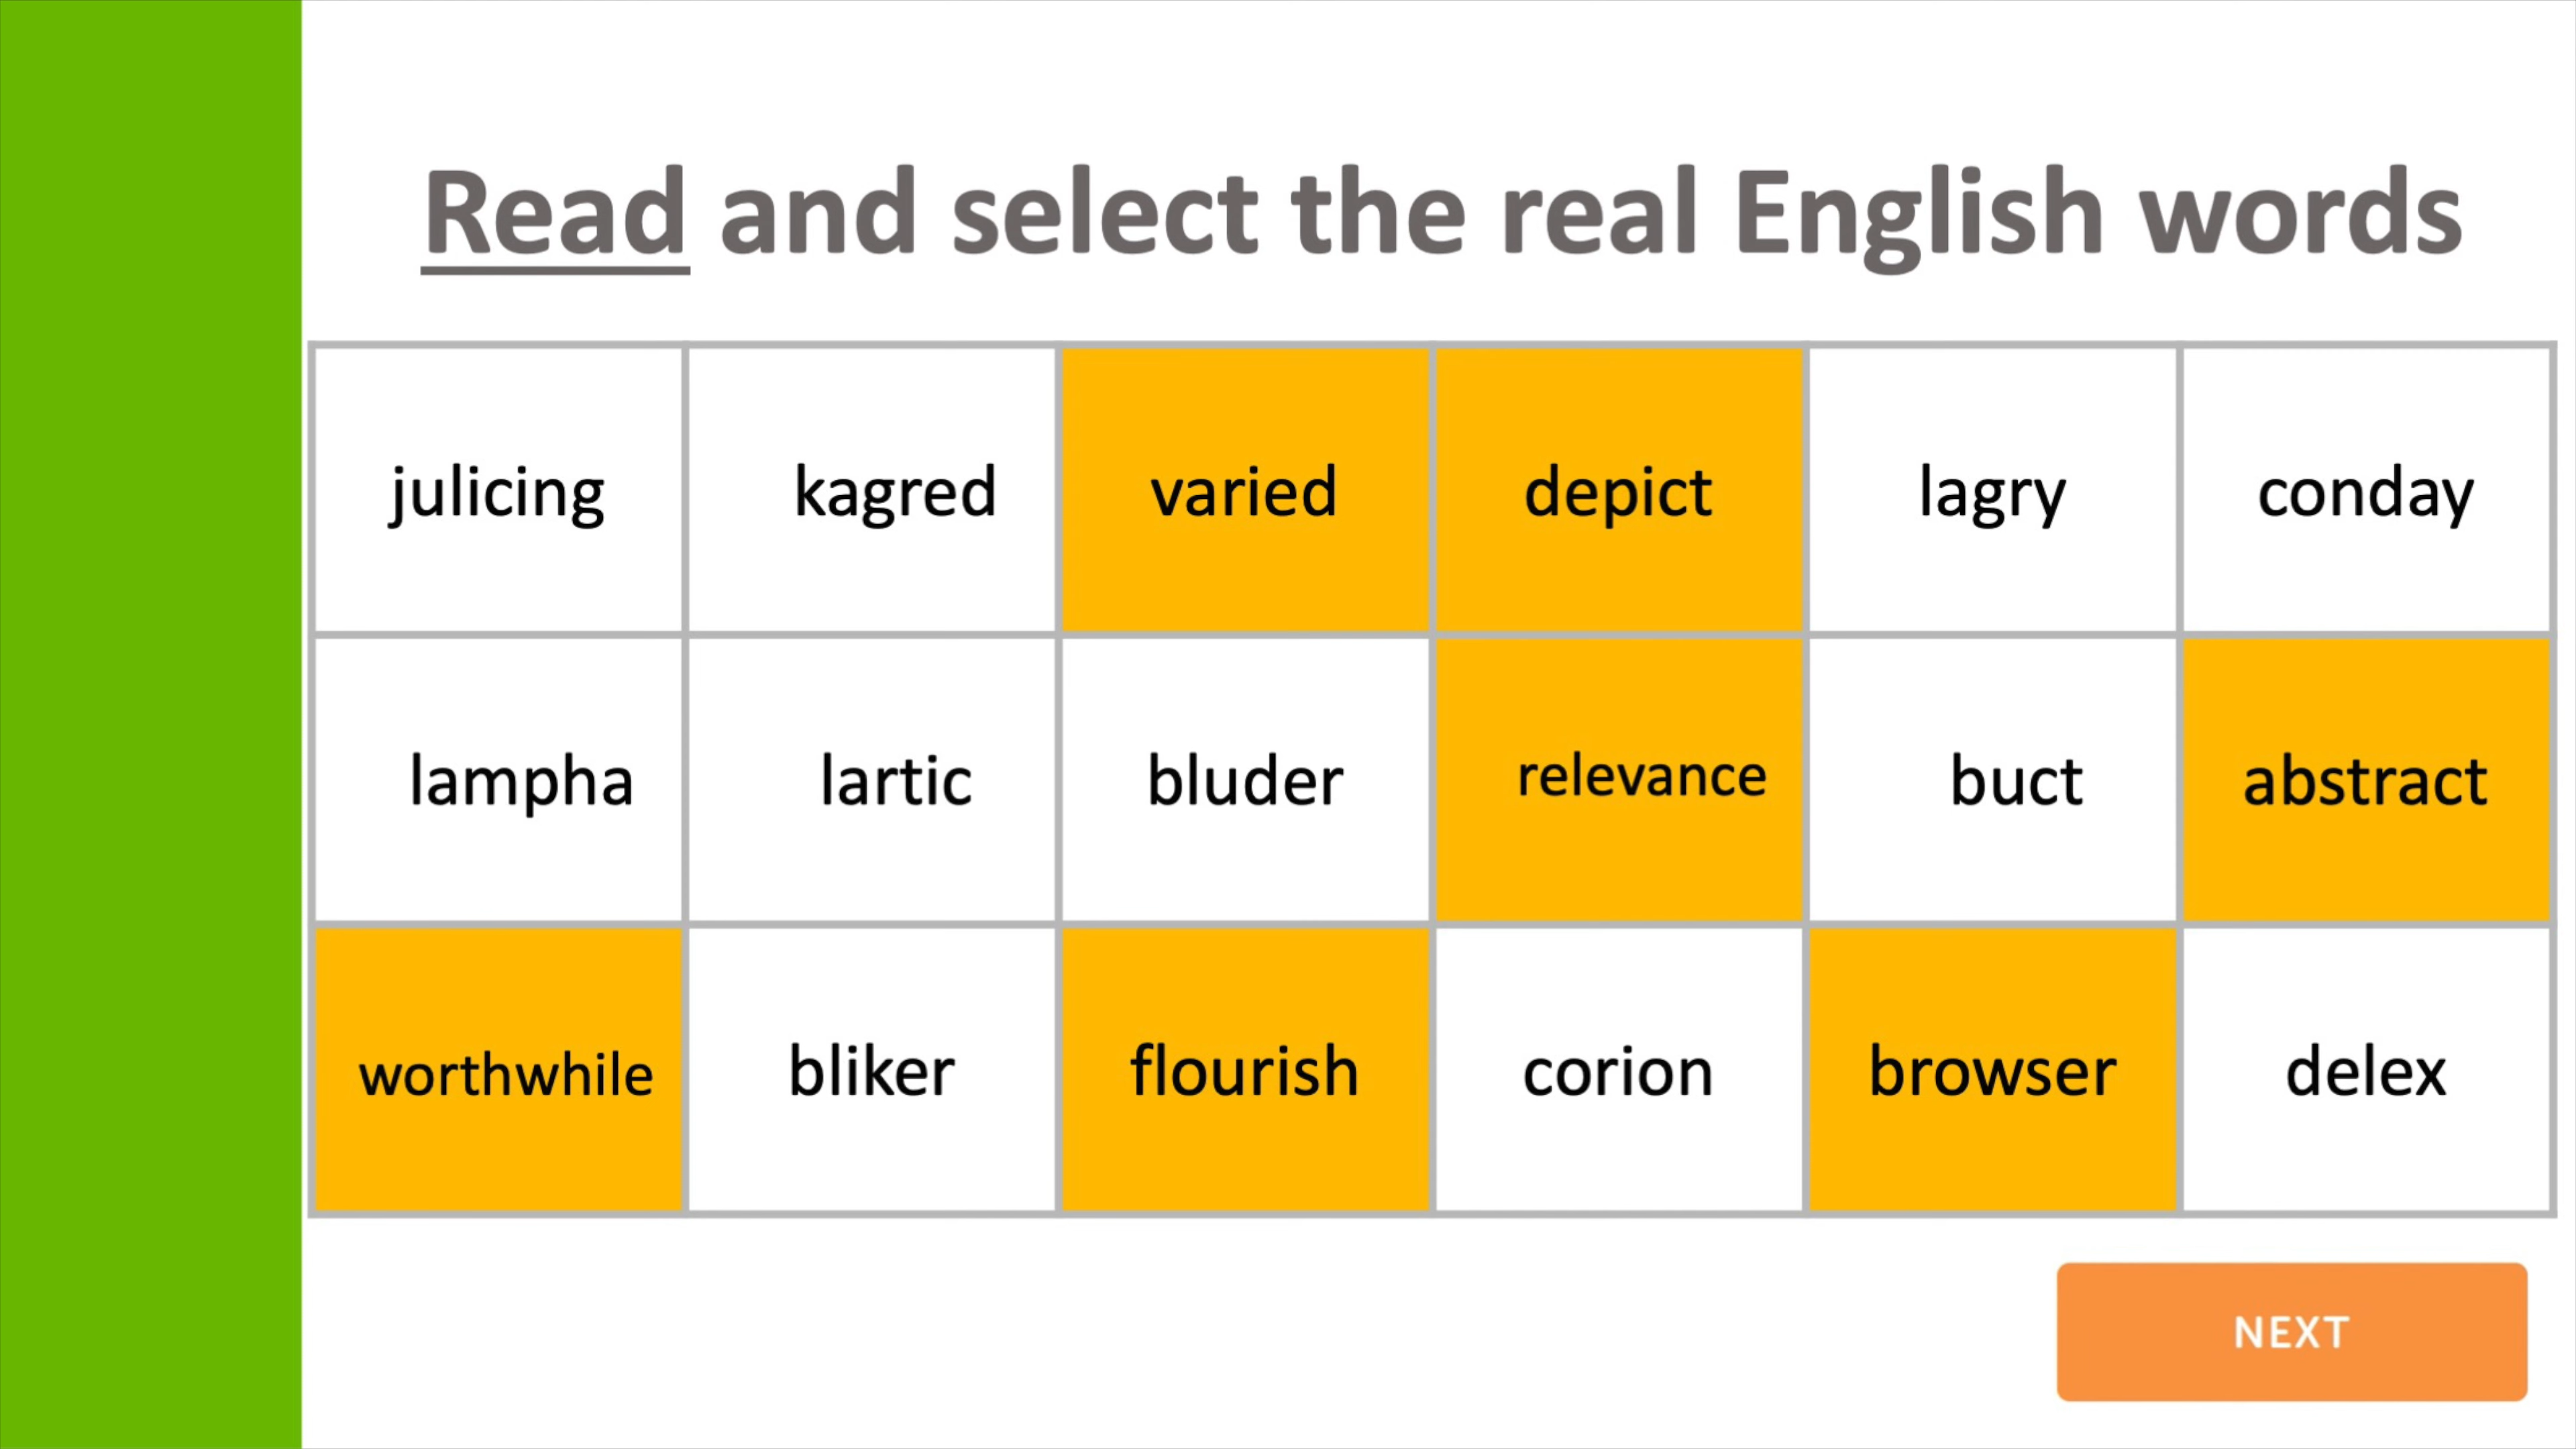 Read and select the real English words
julicing kagred varied depict lagry conday
lampha lartic bluder relevance buct abstract
worthwhile bliker flourish corion browser delex
NEXT